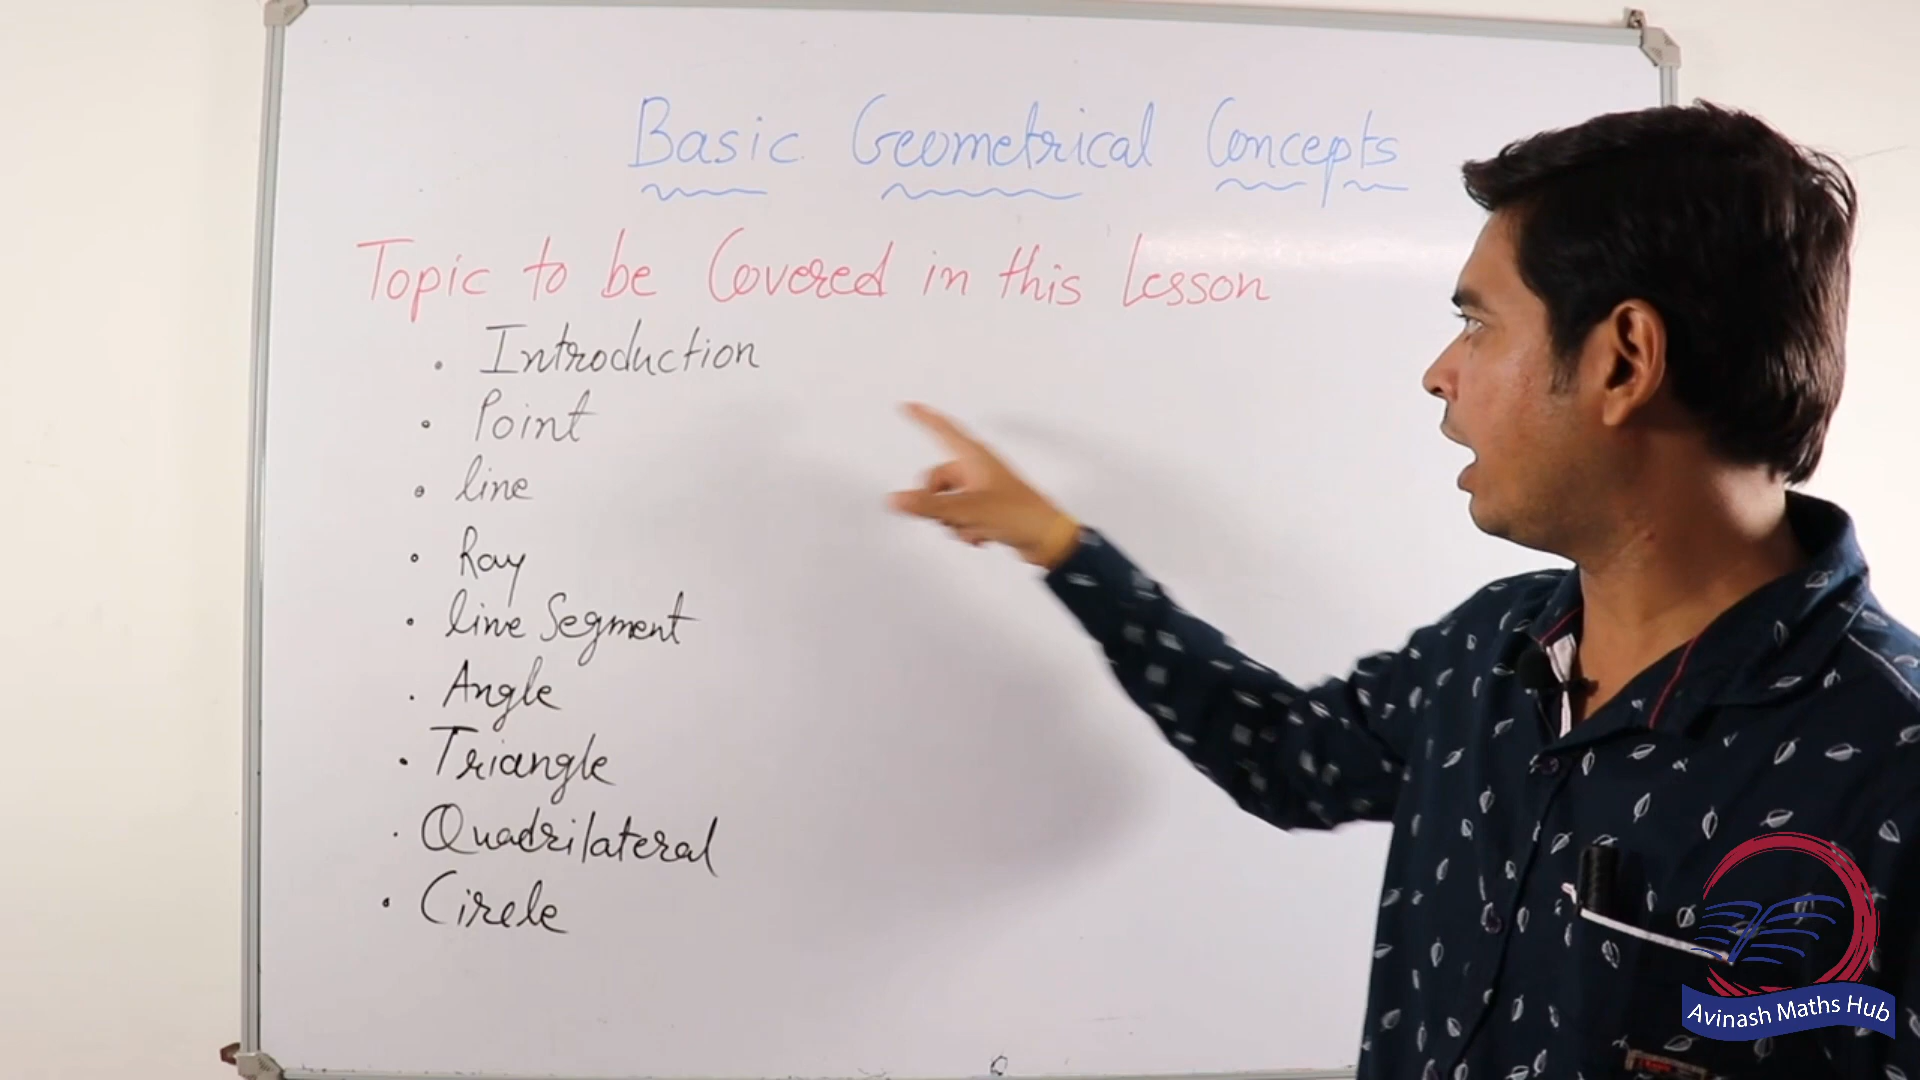 Basic Geometrical Concepts
Topic to be Covered in this Lesson
• Introduction
• Point
• line
• Ray
• line Segment
• Angle
• Triangle
• Quadrilateral
• Circle
Avinash Maths Hub